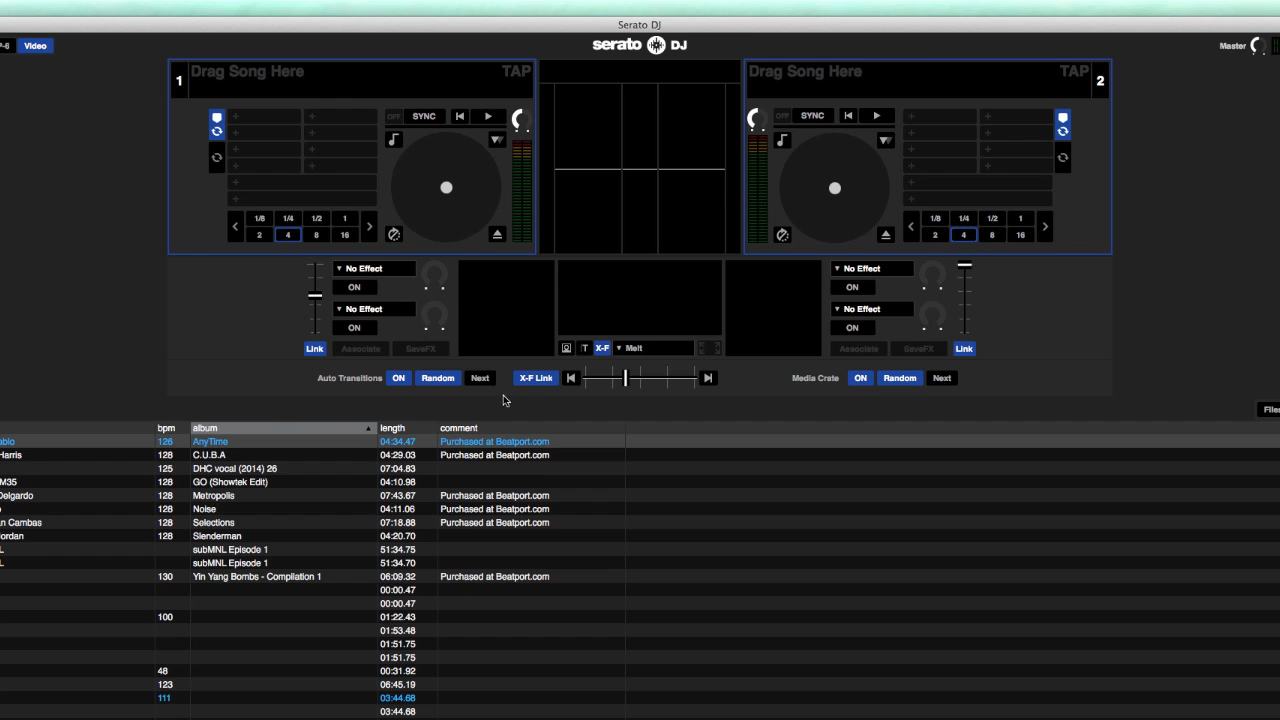 Serato DJ
P-6 Video serato DJ Master
1 Drag Song Here TAP Drag Song Here TAP 2
OFF SYNC OFF SYNC
1/8 1/4 1/2 1 1/8 1/4 1/2 1
2 4 8 16 2 4 8 16
No Effect No Effect
ON ON
No Effect No Effect
ON ON
Link Associate SaveFX T X-F Melt Associate SaveFX Link
Auto Transitions ON Random Next X-F Link Media Crate ON Random Next
Files
bpm album length comment
ablo 126 AnyTime 04:34.47 Purchased at Beatport.com
Harris 128 C.U.B.A 04:29.03 Purchased at Beatport.com
125 DHC vocal (2014) 26 07:04.83
M35 128 GO (Showtek Edit) 04:10.98
Delgardo 128 Metropolis 07:43.67 Purchased at Beatport.com
o 128 Noise 04:11.06 Purchased at Beatport.com
n Cambas 128 Selections 07:18.88 Purchased at Beatport.com
ordan 128 Slenderman 04:20.70
L subMNL Episode 1 51:34.75
L subMNL Episode 1 51:34.70
130 Yin Yang Bombs - Compilation 1 06:09.32 Purchased at Beatport.com
00:00.47
00:00.47
100 01:22.43
01:53.48
01:51.75
01:51.75
48 00:31.92
123 06:45.19
111 03:44.68
03:44.68